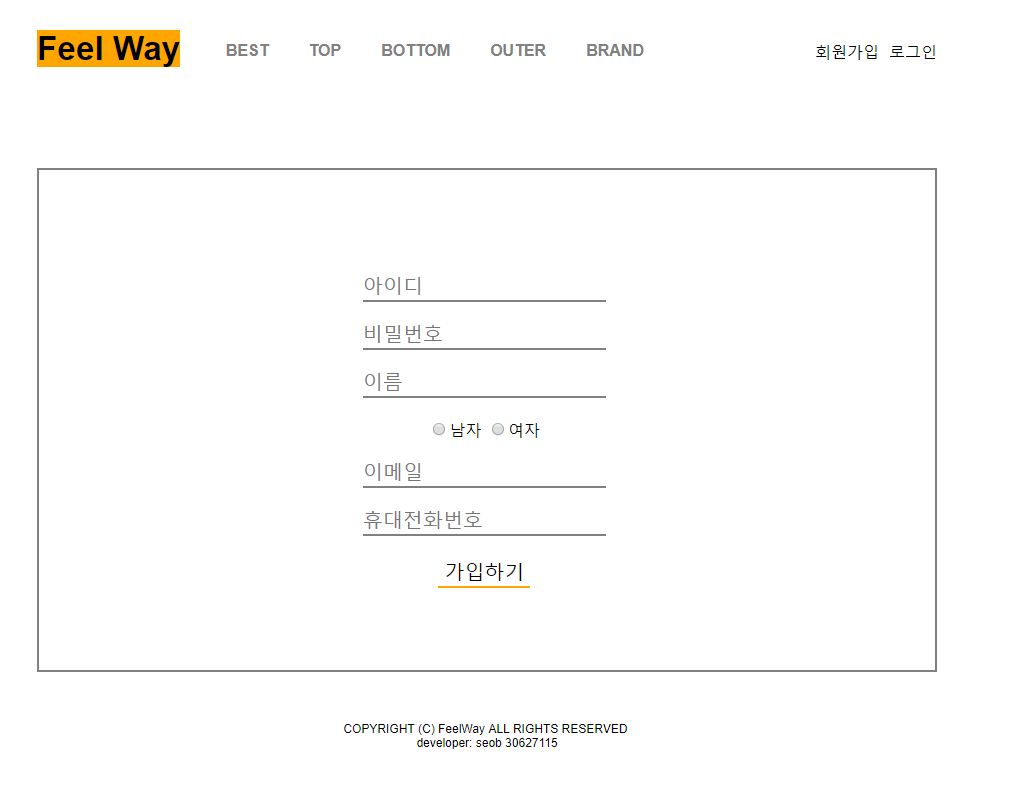 Feel Way BEST TOP BOTTOM OUTER BRAND 회원가입 로그인
아이디
비밀번호
이름
남자 여자
이메일
휴대전화번호
가입하기
COPYRIGHT (C) FeelWay ALL RIGHTS RESERVED
developer: seob 30627115